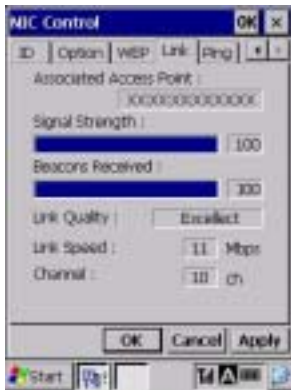 NIC Control OK ×
ID Option WEP Link Ping
Associated Access Point :
XXXXXXXXXXXX
Signal Strength :
100
Beacons Received :
100
Link Quality : Excellect
Link Speed : 11 Mbps
Channel : 10 ch
OK Cancel Apply
Start